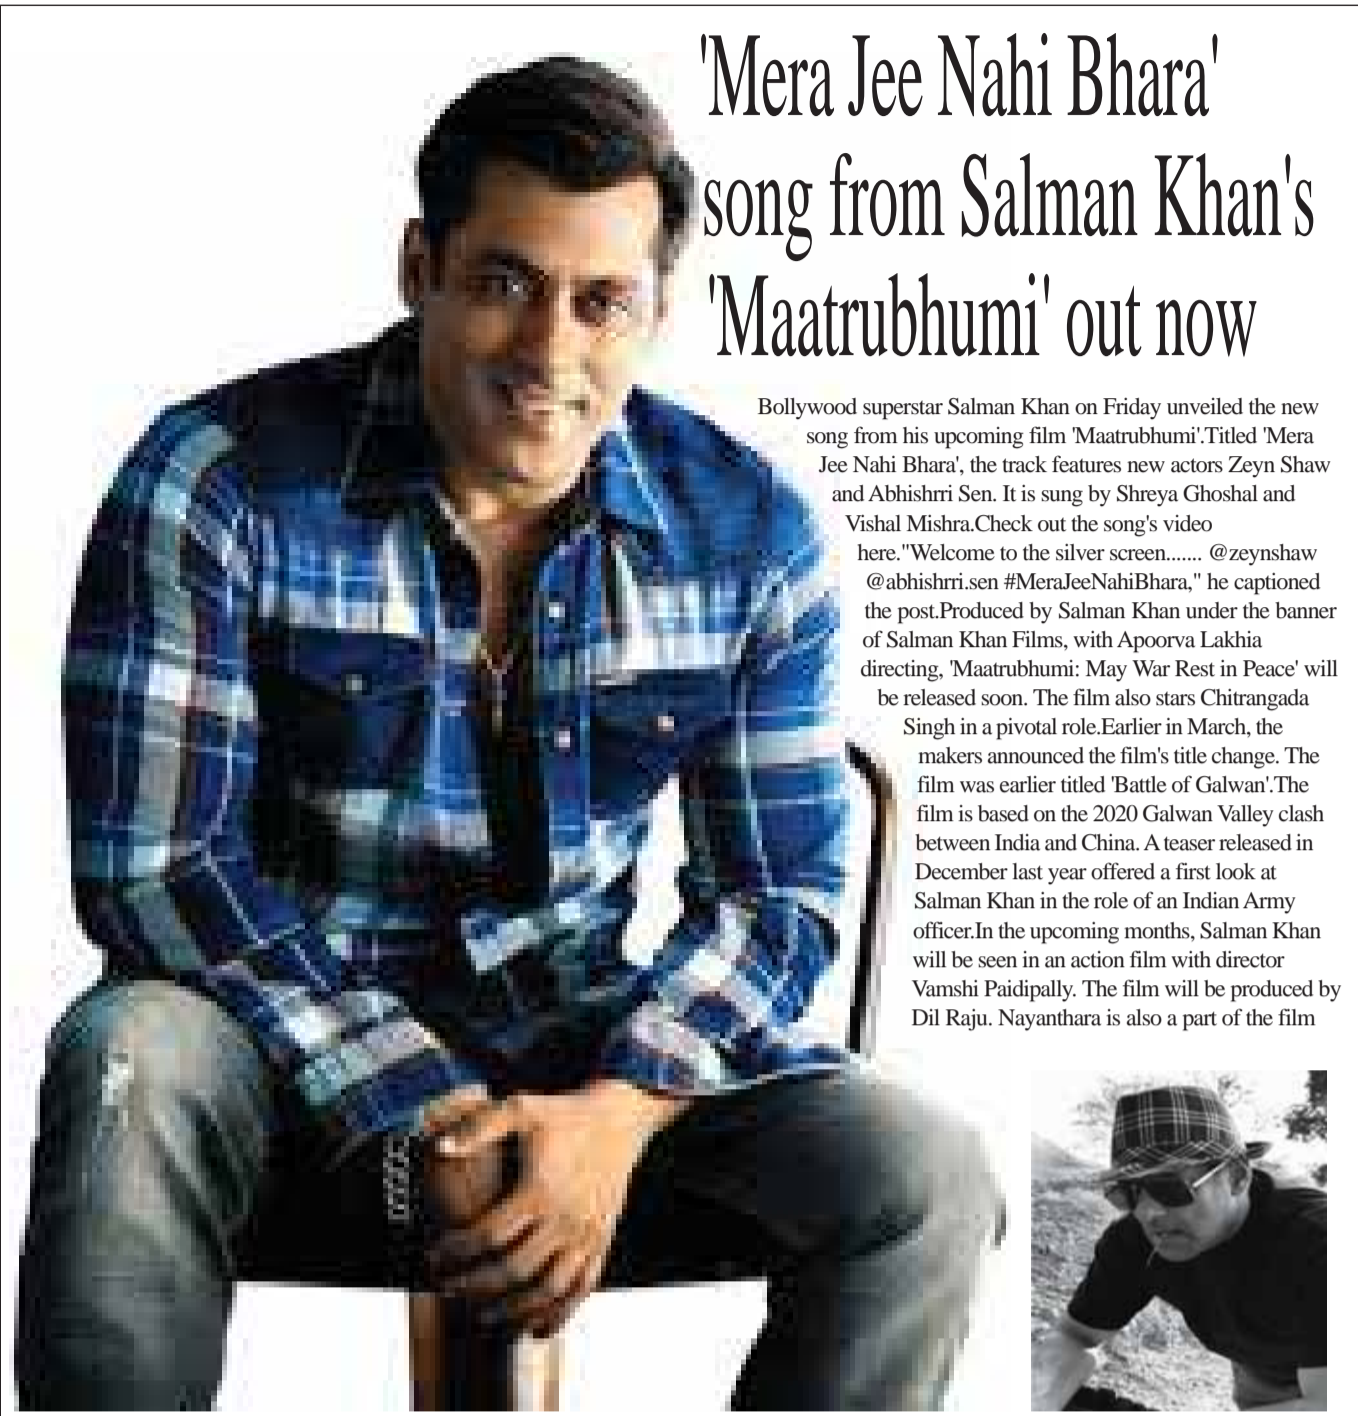 'Mera Jee Nahi Bhara'
song from Salman Khan's
'Maatrubhumi' out now
Bollywood superstar Salman Khan on Friday unveiled the new
song from his upcoming film 'Maatrubhumi'.Titled 'Mera
Jee Nahi Bhara', the track features new actors Zeyn Shaw
and Abhishrri Sen. It is sung by Shreya Ghoshal and
Vishal Mishra.Check out the song's video
here."Welcome to the silver screen....... @zeynshaw
@abhishrri.sen #MeraJeeNahiBhara," he captioned
the post.Produced by Salman Khan under the banner
of Salman Khan Films, with Apoorva Lakhia
directing, 'Maatrubhumi: May War Rest in Peace' will
be released soon. The film also stars Chitrangada
Singh in a pivotal role.Earlier in March, the
makers announced the film's title change. The
film was earlier titled 'Battle of Galwan'.The
film is based on the 2020 Galwan Valley clash
between India and China. A teaser released in
December last year offered a first look at
Salman Khan in the role of an Indian Army
officer.In the upcoming months, Salman Khan
will be seen in an action film with director
Vamshi Paidipally. The film will be produced by
Dil Raju. Nayanthara is also a part of the film